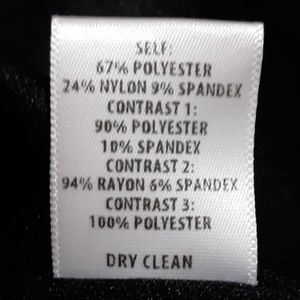 SELF:
67% POLYESTER
24% NYLON 9% SPANDEX
CONTRAST 1:
90% POLYESTER
10% SPANDEX
CONTRAST 2:
94% RAYON 6% SPANDEX
CONTRAST 3:
100% POLYESTER
DRY CLEAN